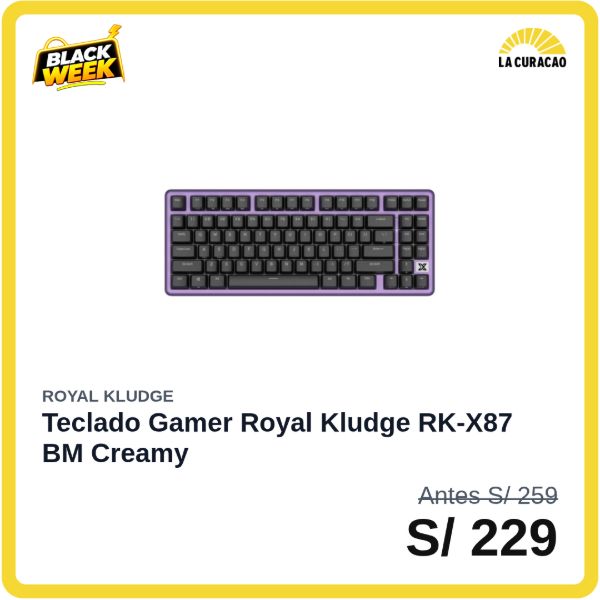 BLACK
WEEK
LA CURACAO
ROYAL KLUDGE
Teclado Gamer Royal Kludge RK-X87
BM Creamy
Antes S/ 259
S/ 229